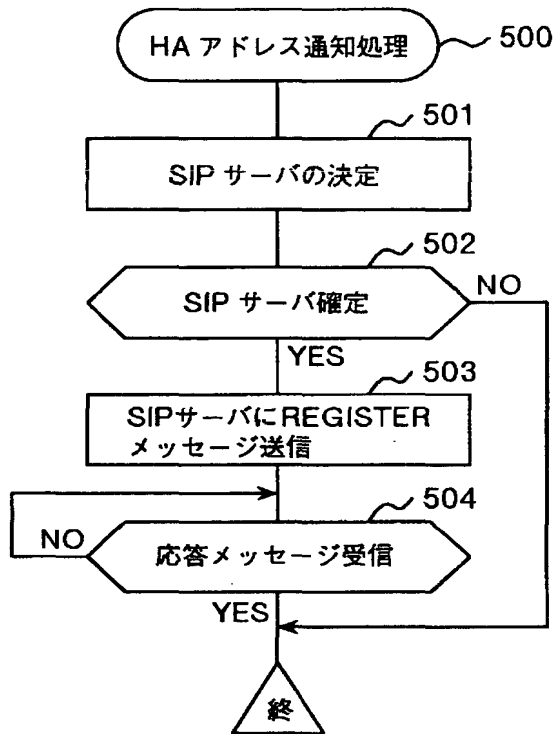 HA アドレス通知処理
500
501
SIP サーバの決定
502
SIP サーバ確定
NO
YES
503
SIPサーバにREGISTER
メッセージ送信
504
NO
応答メッセージ受信
YES
終